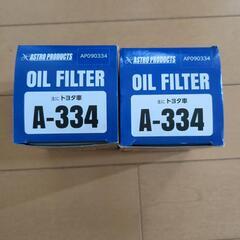 ASTRO PRODUCTS AP090334
OIL FILTER
主に トヨタ車
A-334
ASTRO PRODUCTS AP090334
OIL FILTER
主に トヨタ車
A-334